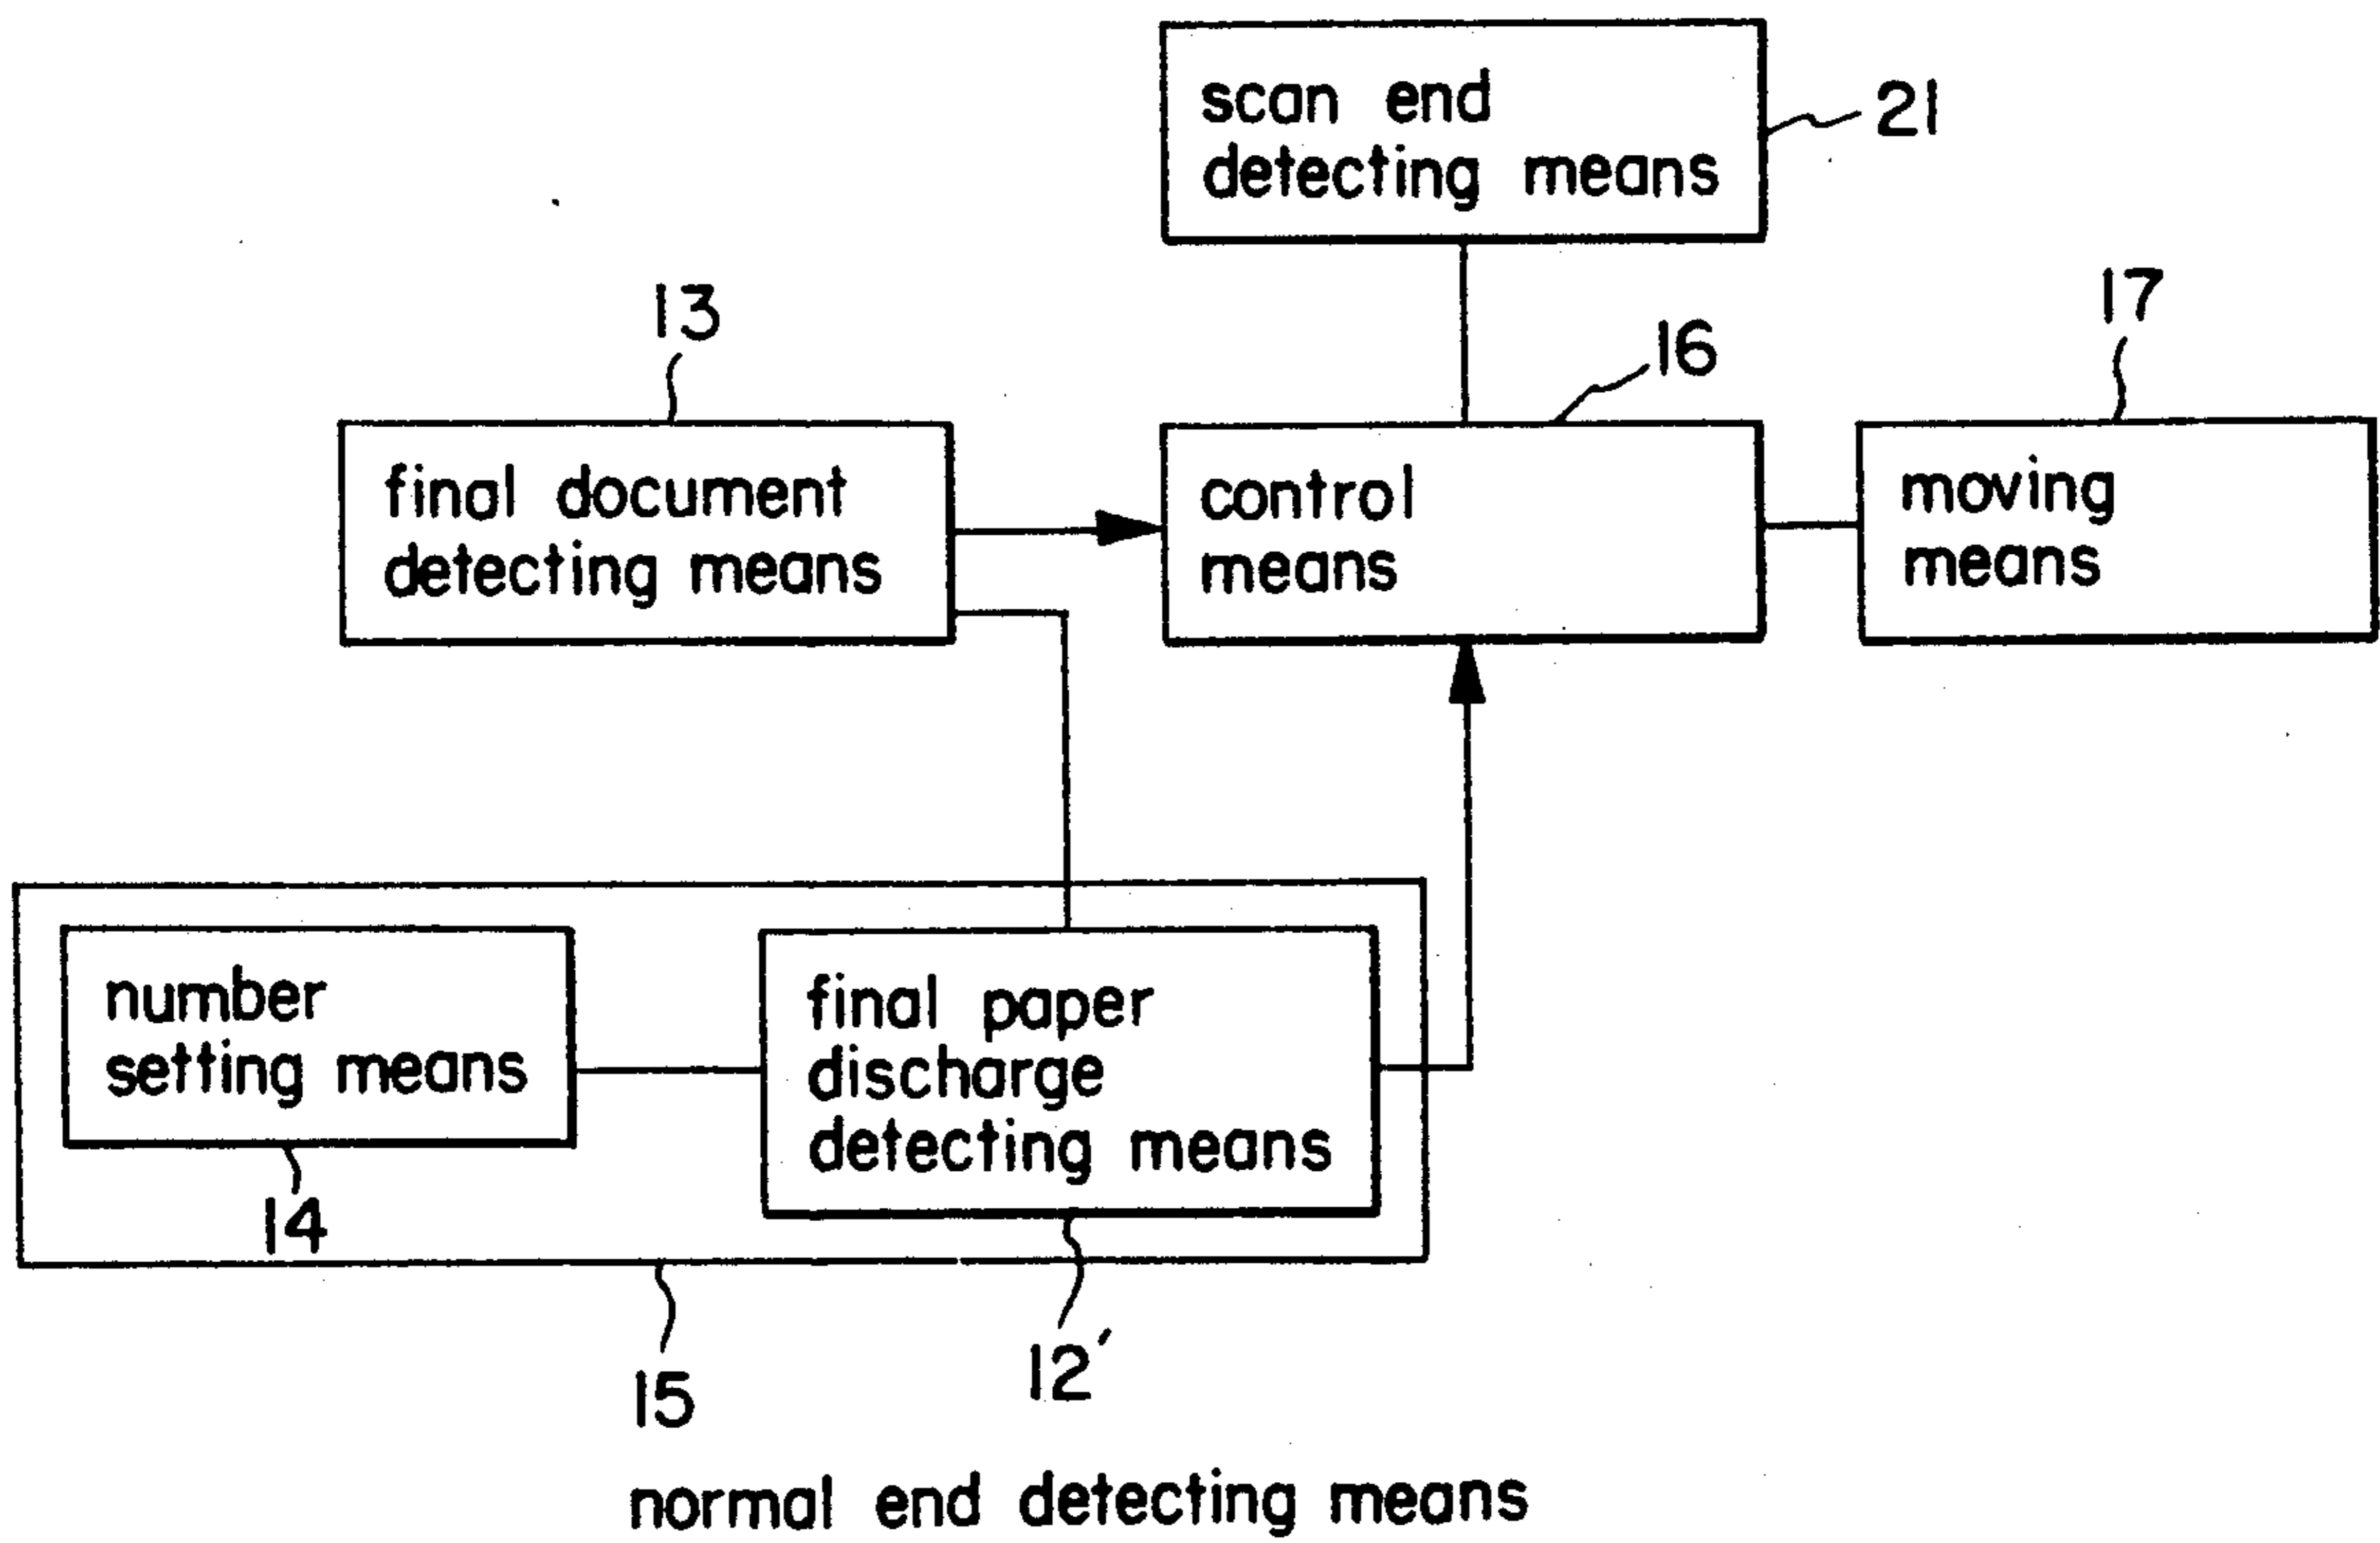 scan end
detecting means
21
13
16
17
final document
detecting means
control
means
moving
means
number
setting means
final paper
discharge
detecting means
14
15
12'
normal end detecting means